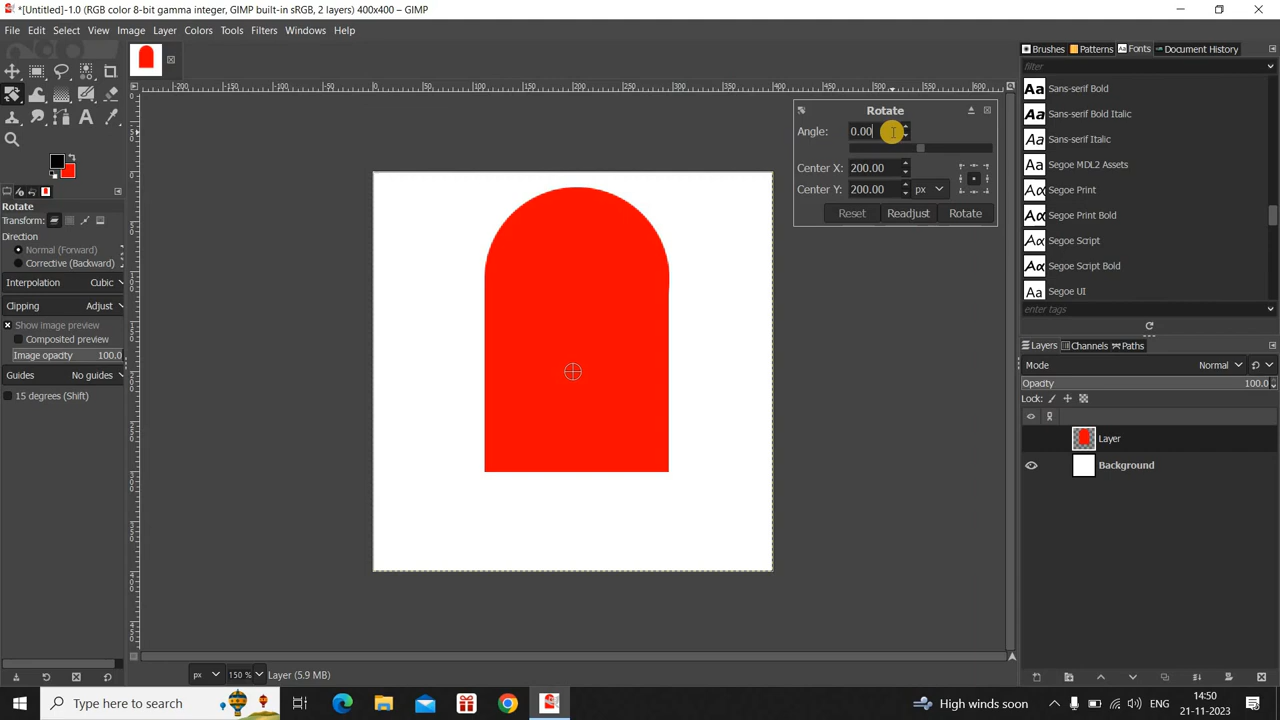 *[Untitled]-1.0 (RGB color 8-bit gamma integer, GIMP built-in sRGB, 2 layers) 400x400 – GIMP
File Edit Select View Image Layer Colors Tools Filters Windows Help
Brushes Patterns Fonts Document History
filter
Sans-serif Bold
Sans-serif Bold Italic
Sans-serif Italic
Segoe MDL2 Assets
Segoe Print
Segoe Print Bold
Segoe Script
Segoe Script Bold
Segoe UI
enter tags
Rotate
Angle: 0.00
Center X: 200.00
Center Y: 200.00 px
Reset Readjust Rotate
Rotate
Transform:
Direction
Normal (Forward)
Corrective (Backward)
Interpolation Cubic
Clipping Adjust
Show image preview
Composited preview
Image opacity 100.0
Guides No guides
15 degrees (Shift)
Layers Channels Paths
Mode Normal
Opacity 100.0
Lock:
Layer
Background
px 150 % Layer (5.9 MB)
Type here to search
High winds soon
ENG
14:50
21-11-2023